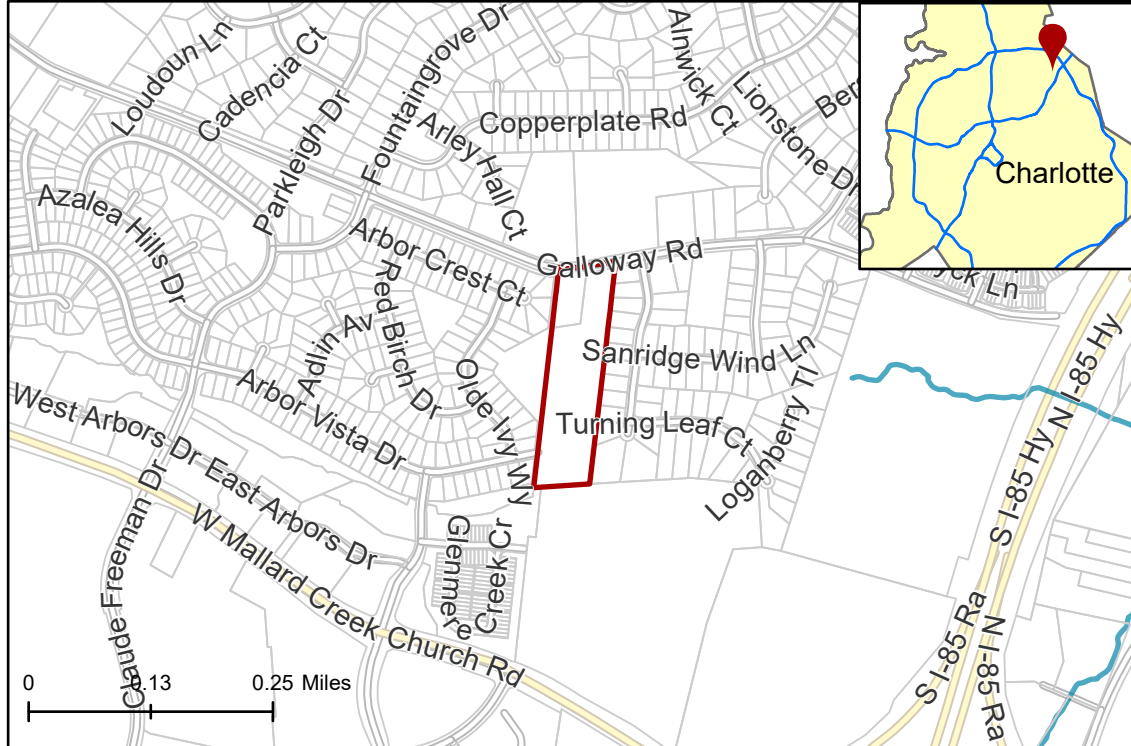 Loudoun Ln
Cadencia Ct
Parkleigh Dr
Fountaingrove Dr
Arley Hall Ct
Copperplate Rd
Alnwick Ct
Lionstone Dr
Charlotte
Azalea Hills Dr
Arbor Crest Ct
Galloway Rd
Red Birch Dr
Adlin Av
Olde Ivy Wy
Sanridge Wind Ln
Turning Leaf Ct
Loganberry Tl
Arbor Vista Dr
West Arbors Dr
East Arbors Dr
W Mallard Creek Church Rd
Claude Freeman Dr
Glenmere
Creek Cr
S I-85 Hy
N I-85 Hy
S I-85 Ra
N I-85 Ra
0
0.13
0.25 Miles